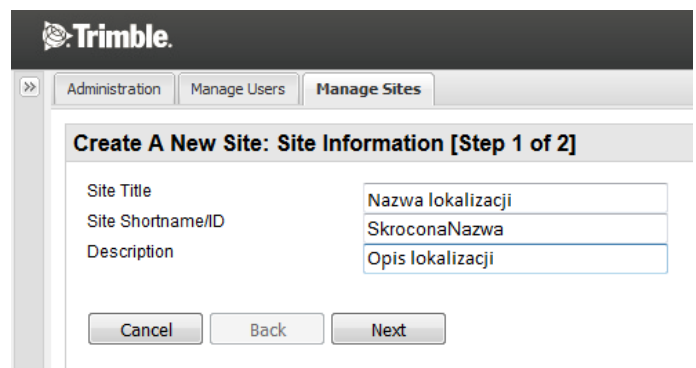 Trimble.
Administration Manage Users Manage Sites
Create A New Site: Site Information [Step 1 of 2]
Site Title Nazwa lokalizacji
Site Shortname/ID SkroconaNazwa
Description Opis lokalizacji
Cancel Back Next